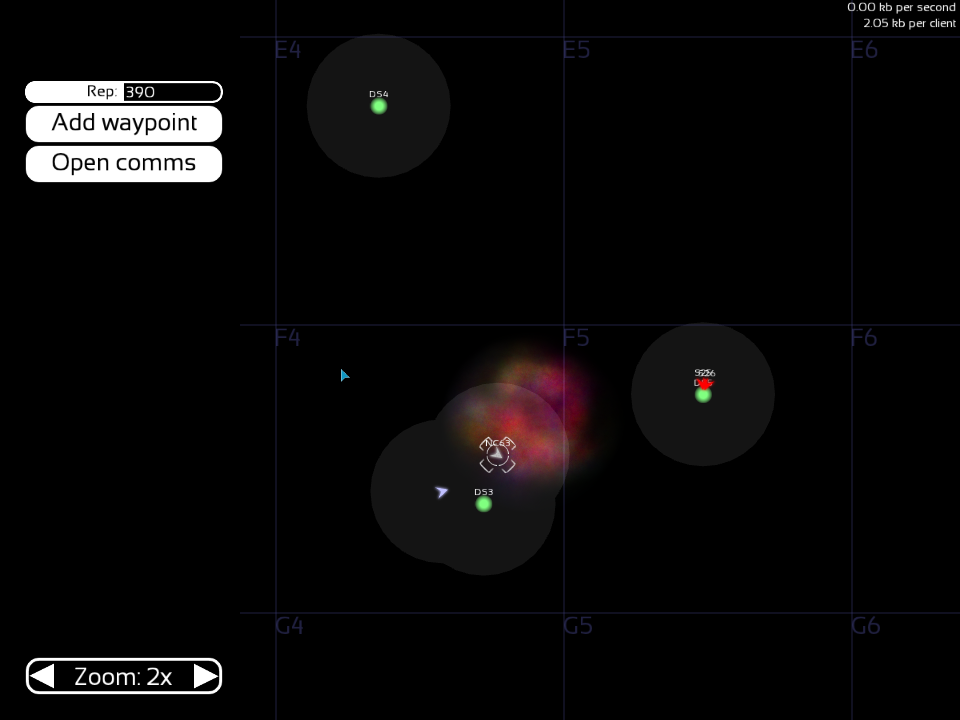 0.00 kb per second
2.05 kb per client
E4
E5
E6
Rep: 390
DS4
Add waypoint
Open comms
F4
F5
F6
NC63
DS3
G4
G5
G6
Zoom: 2x